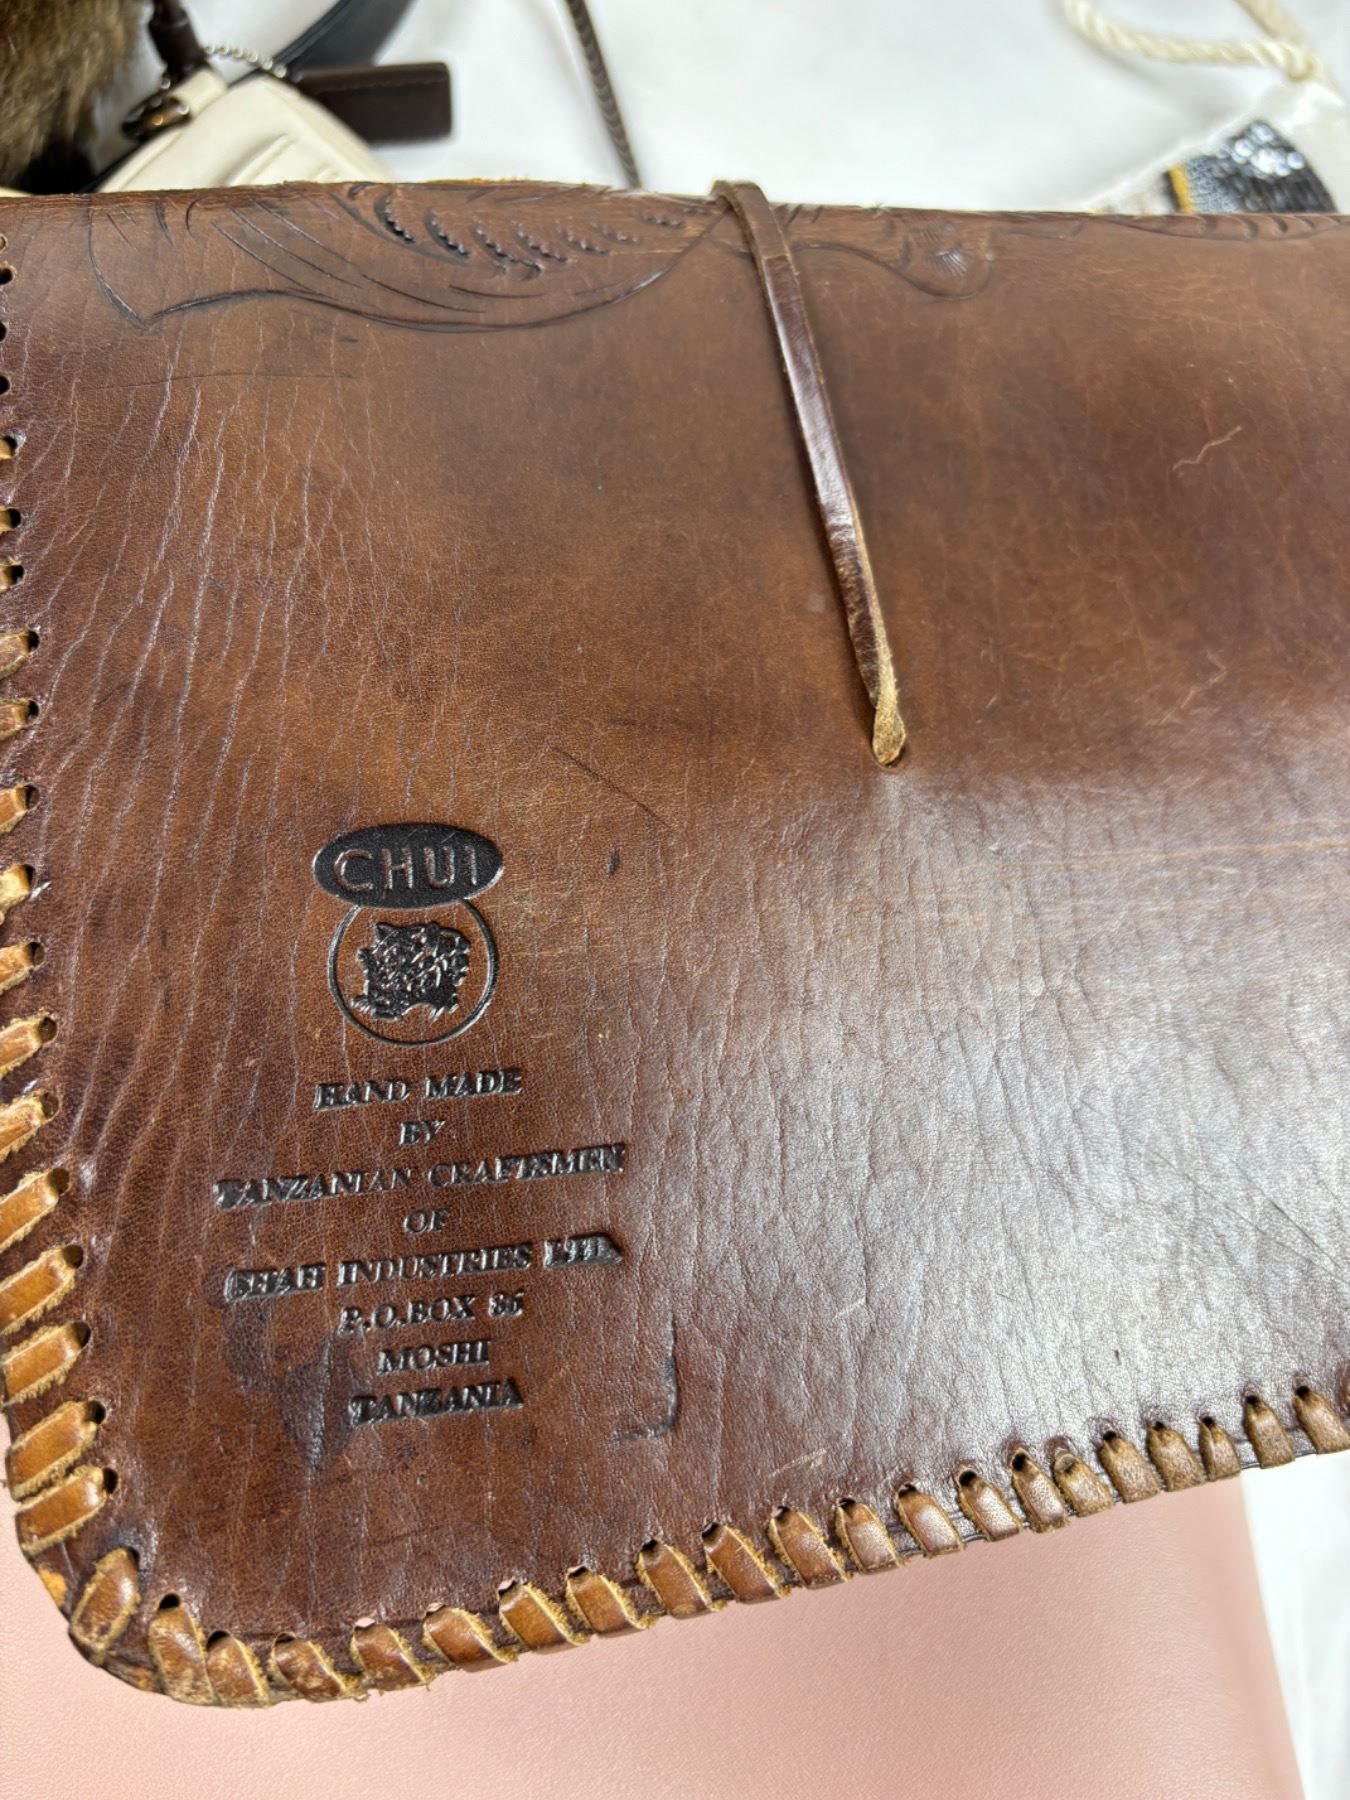 CHUI
HAND MADE
BY
TANZANIAN CRAFTSMEN
OF
SHAH INDUSTRIES LTD.
P.O.BOX 86
MOSHI
TANZANIA